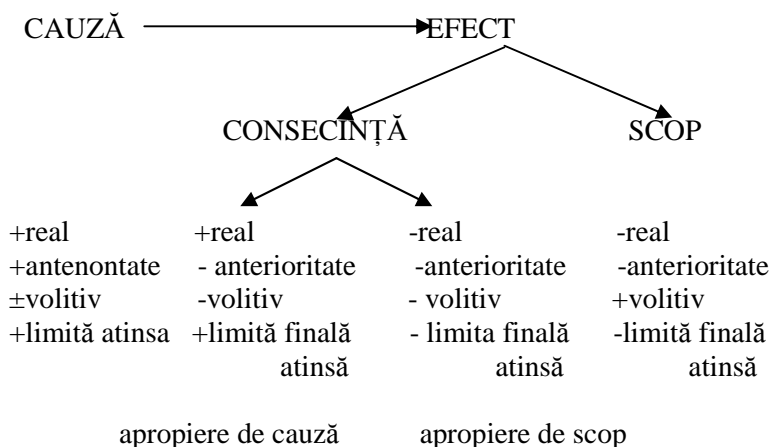 CAUZĂ EFECT
CONSECINȚĂ SCOP
+real +real -real -real
+antenontate - anterioritate -anterioritate -anterioritate
±volitiv -volitiv - volitiv +volitiv
+limită atinsa +limită finală - limita finală -limită finală
atinsă atinsă atinsă
apropiere de cauză apropiere de scop